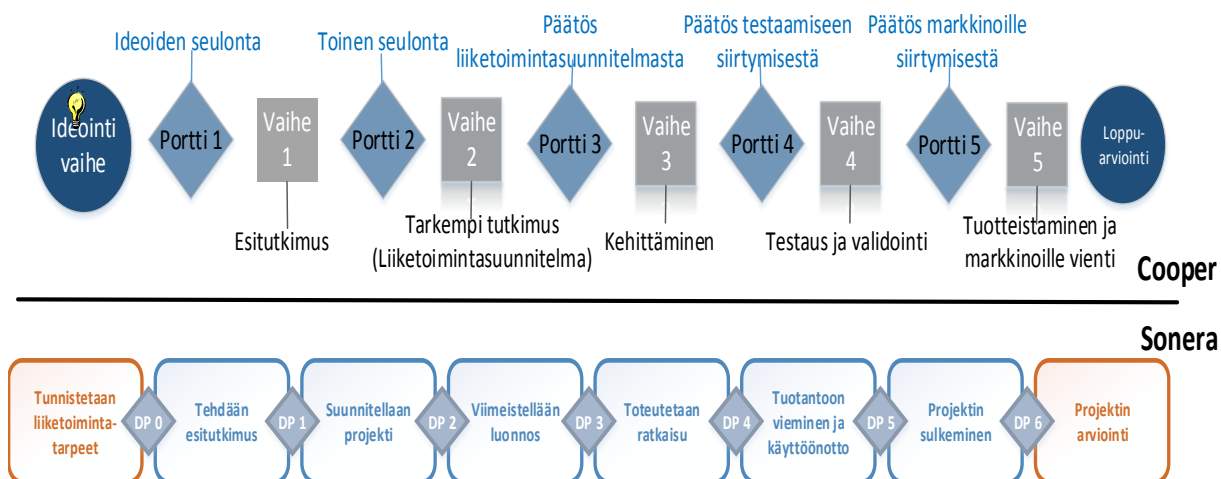 Ideoiden seulonta
Toinen seulonta
Päätös
liiketoimintasuunnitelmasta
Päätös testaamiseen
siirtymisestä
Päätös markkinoille
siirtymisestä
Ideointi
vaihe
Portti 1
Vaihe
1
Portti 2
Vaihe
2
Portti 3
Vaihe
3
Portti 4
Vaihe
4
Portti 5
Vaihe
5
Loppu-
arviointi
Esitutkimus
Tarkempi tutkimus
(Liiketoimintasuunnitelma)
Kehittäminen
Testaus ja validointi
Tuotteistaminen ja
markkinoille vienti
Cooper
Sonera
Tunnistetaan
liiketoiminta-
tarpeet
DP 0
Tehdään
esitutkimus
DP 1
Suunnitellaan
projekti
DP 2
Viimeistellään
luonnos
DP 3
Toteutetaan
ratkaisu
DP 4
Tuotantoon
vieminen ja
käyttöönotto
DP 5
Projektin
sulkeminen
DP 6
Projektin
arviointi